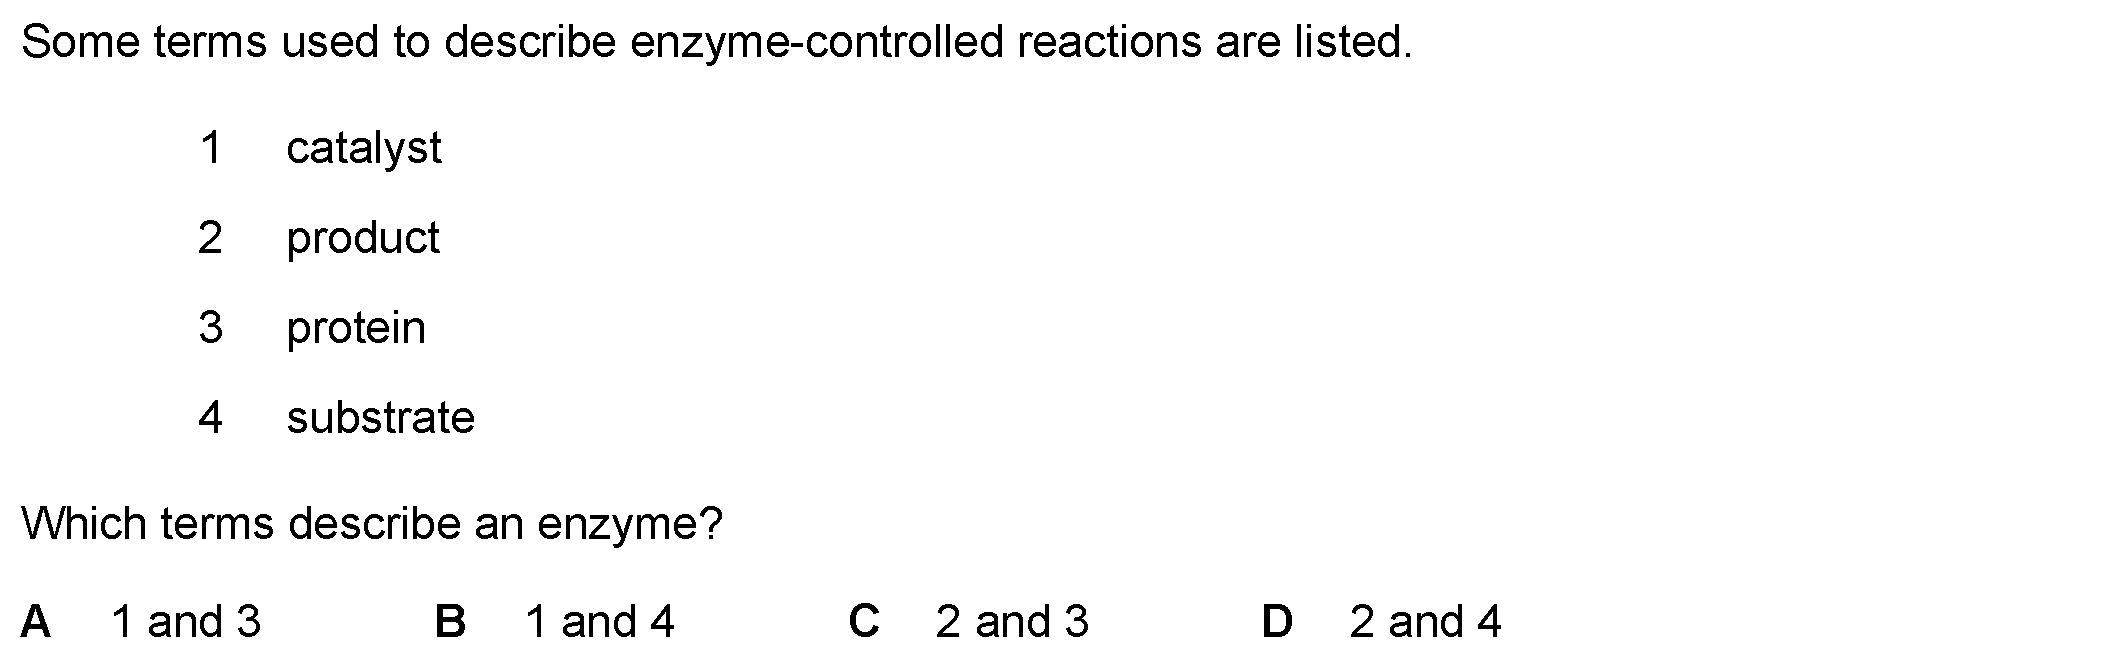 Some terms used to describe enzyme-controlled reactions are listed.
1 catalyst
2 product
3 protein
4 substrate
Which terms describe an enzyme?
A 1 and 3 B 1 and 4 C 2 and 3 D 2 and 4